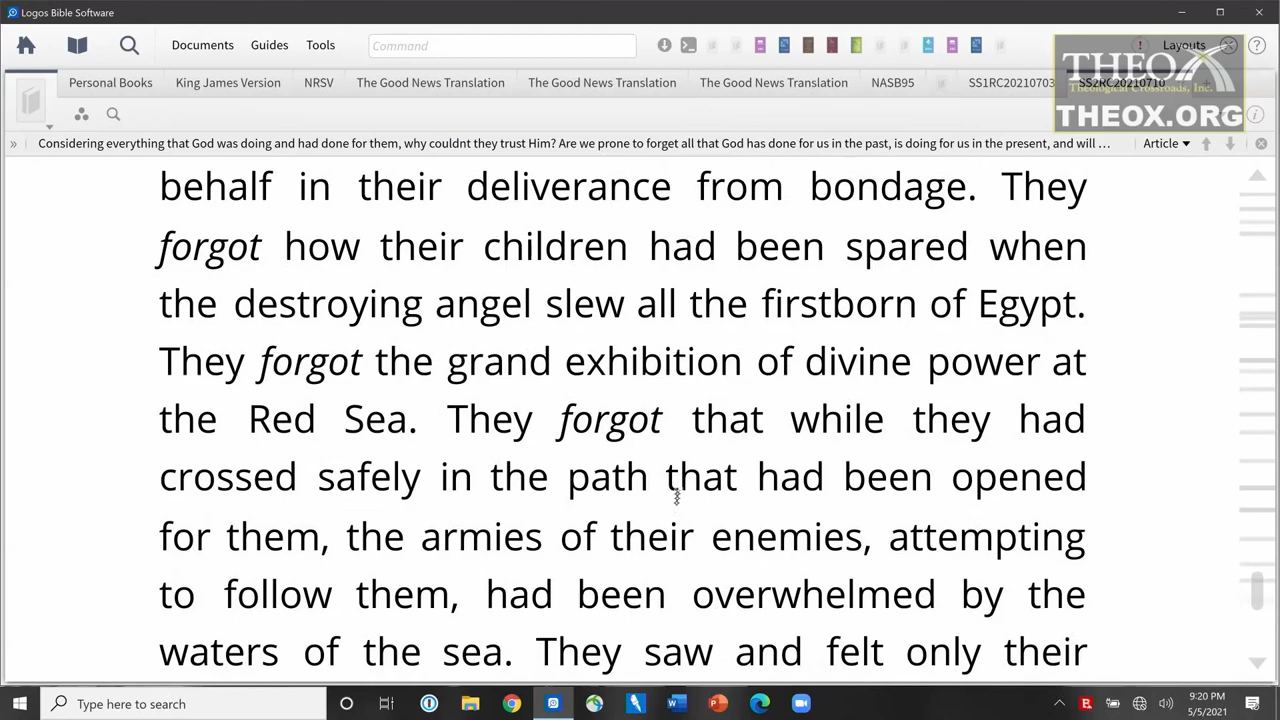 Logos Bible Software
Documents Guides Tools Command Layouts
THEOX
Theological Crossroads, Inc.
THEOX.ORG
Personal Books King James Version NRSV The Good News Translation The Good News Translation The Good News Translation NASB95 SS1RC20210703 SS2RC20210710
» Considering everything that God was doing and had done for them, why couldnt they trust Him? Are we prone to forget all that God has done for us in the past, is doing for us in the present, and will ... Article
behalf in their deliverance from bondage. They
forgot how their children had been spared when
the destroying angel slew all the firstborn of Egypt.
They forgot the grand exhibition of divine power at
the Red Sea. They forgot that while they had
crossed safely in the path that had been opened
for them, the armies of their enemies, attempting
to follow them, had been overwhelmed by the
waters of the sea. They saw and felt only their
Type here to search
9:20 PM
5/5/2021